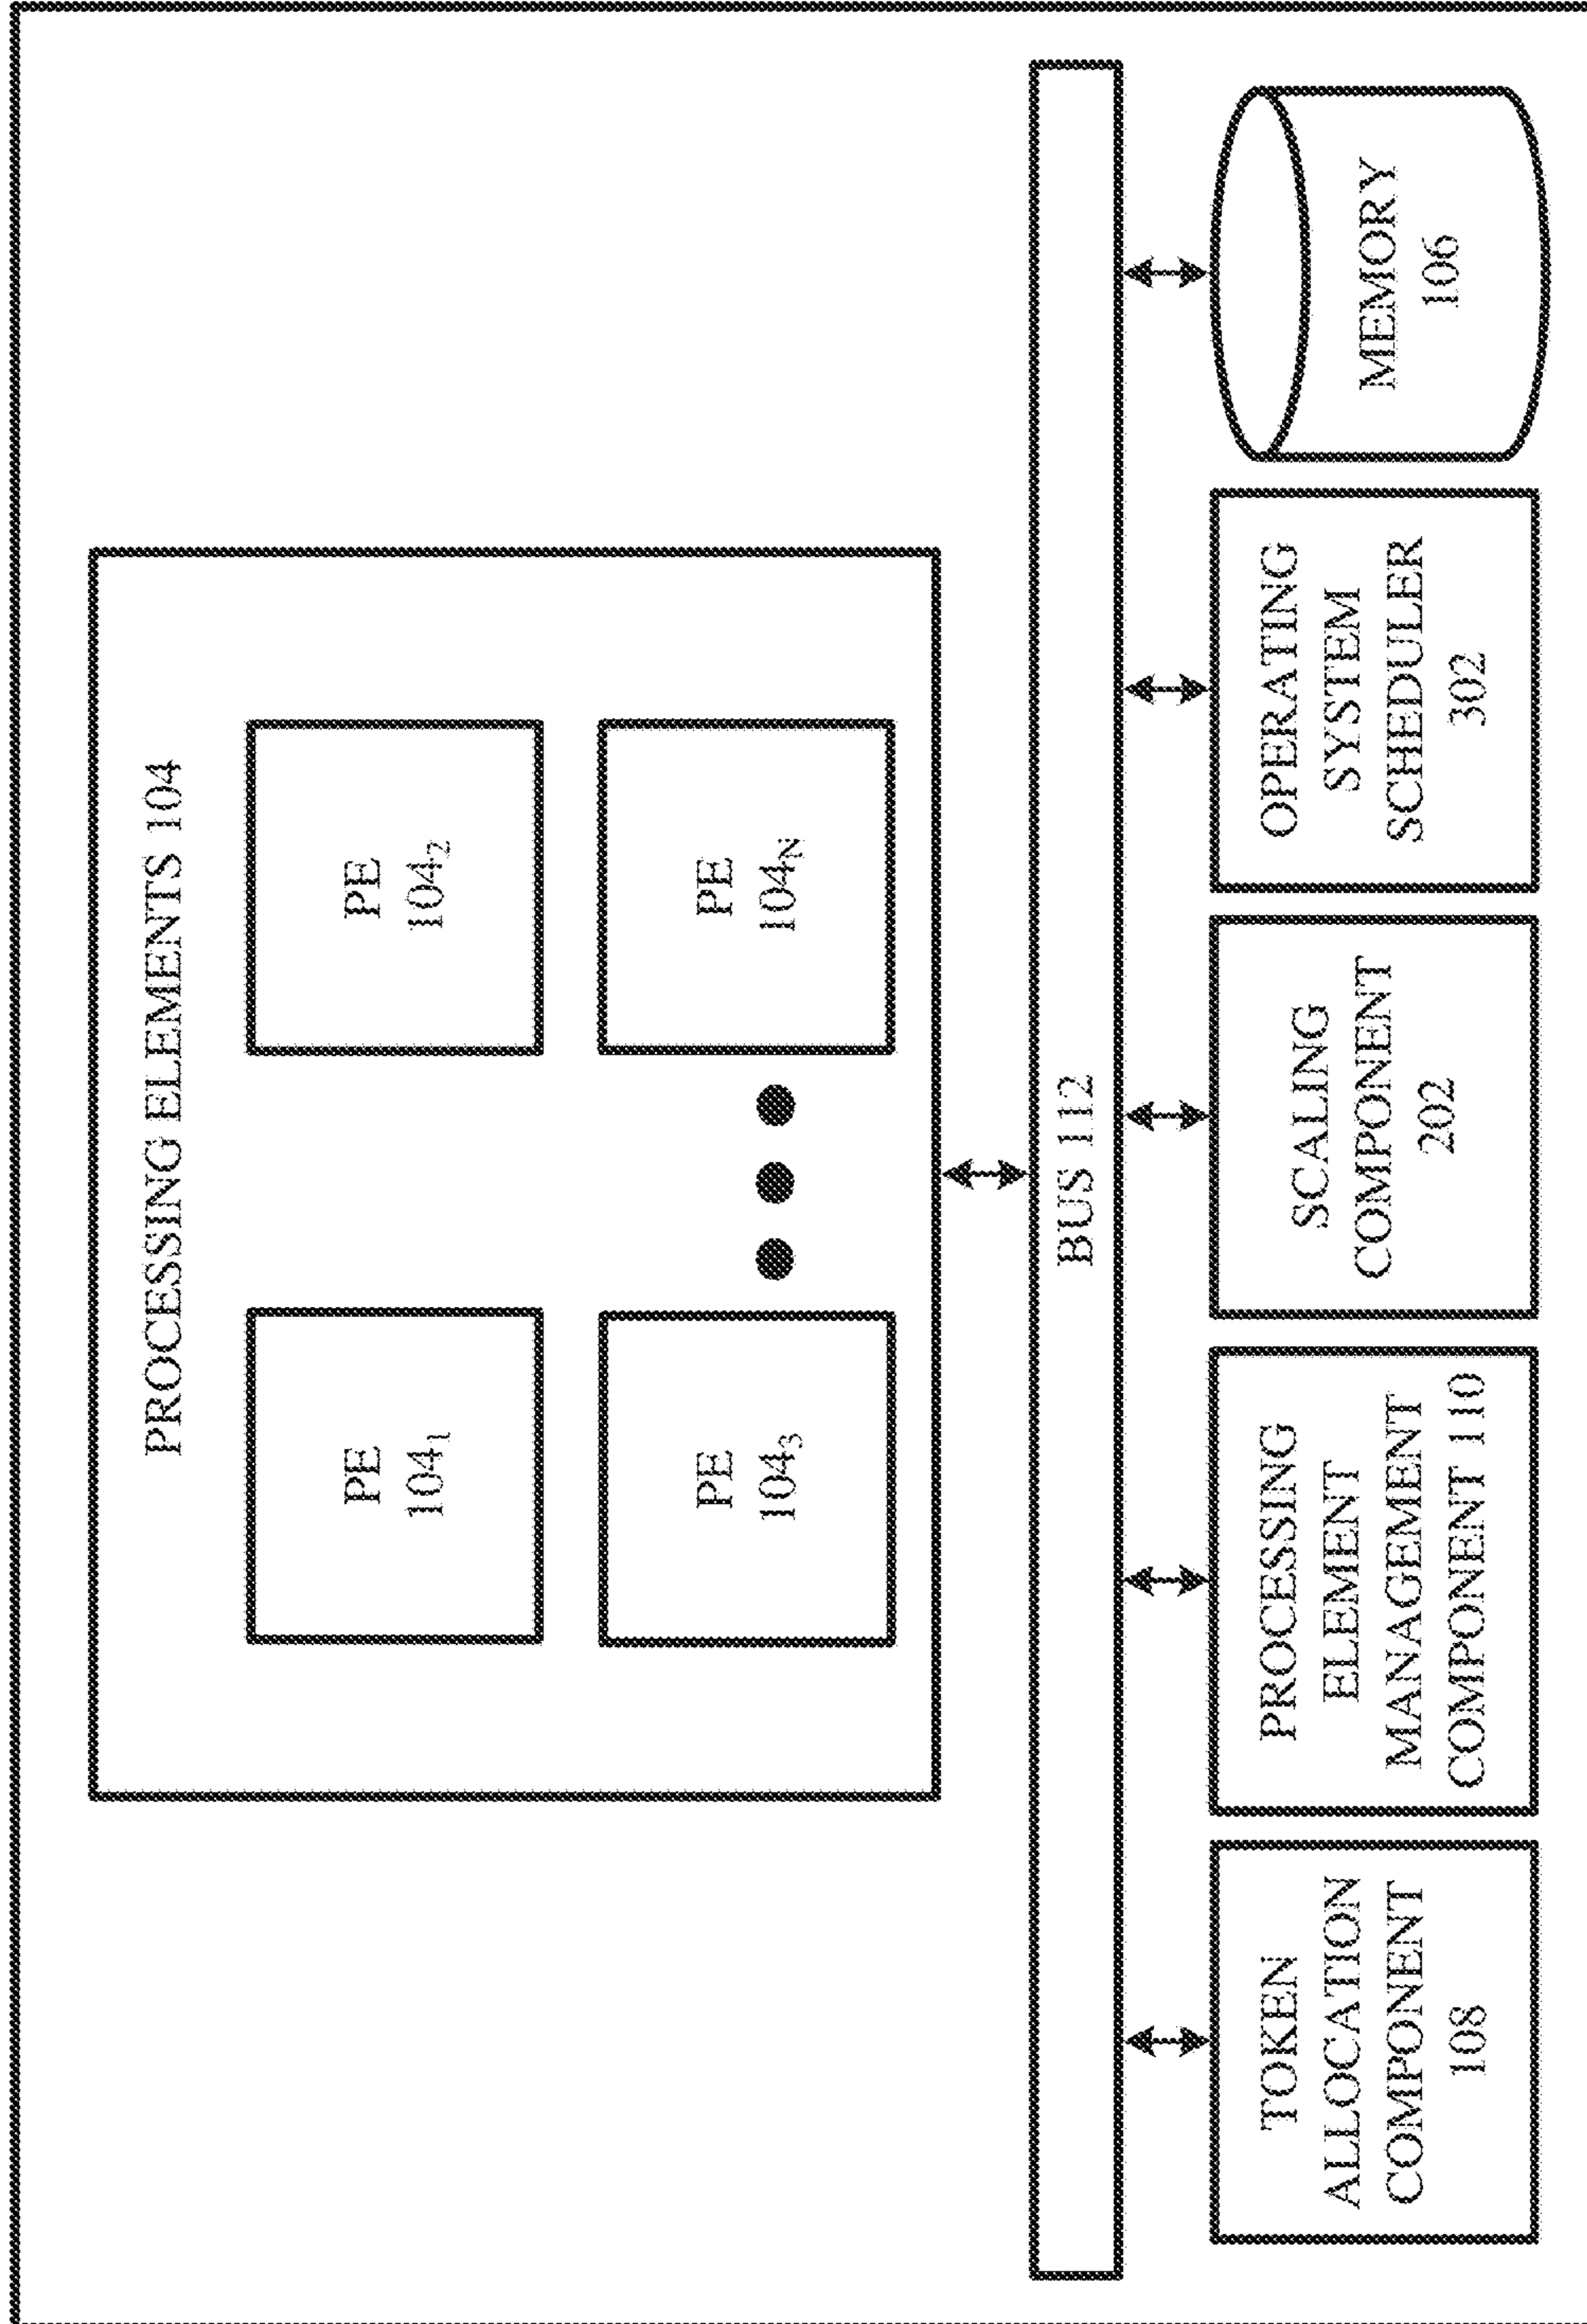 PROCESSING ELEMENTS 104
PE
104₁
PE
104₂
PE
104₃
PE
104_N
BUS 112
TOKEN
ALLOCATION
COMPONENT
108
PROCESSING
ELEMENT
MANAGEMENT
COMPONENT 110
SCALING
COMPONENT
202
OPERATING
SYSTEM
SCHEDULER
302
MEMORY
106